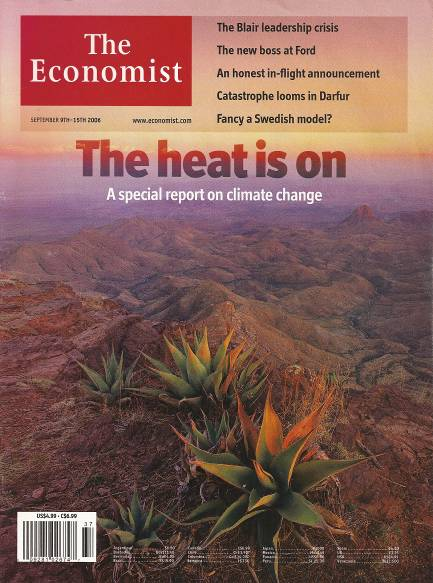 The
Economist
SEPTEMBER 9TH-15TH 2006
www.economist.com
The Blair leadership crisis
The new boss at Ford
An honest in-flight announcement
Catastrophe looms in Darfur
Fancy a Swedish model?
The heat is on
A special report on climate change
US$4.99 · C$6.99
37